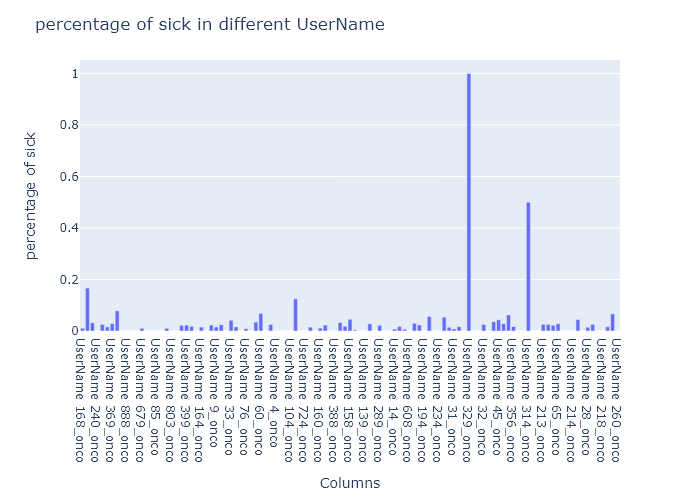 percentage of sick in different UserName
percentage of sick
1
0.8
0.6
0.4
0.2
0
UserName 168_onco
UserName 240_onco
UserName 369_onco
UserName 888_onco
UserName 679_onco
UserName 85_onco
UserName 803_onco
UserName 399_onco
UserName 164_onco
UserName 9_onco
UserName 33_onco
UserName 76_onco
UserName 60_onco
UserName 4_onco
UserName 104_onco
UserName 724_onco
UserName 160_onco
UserName 388_onco
UserName 158_onco
UserName 139_onco
UserName 289_onco
UserName 14_onco
UserName 608_onco
UserName 194_onco
UserName 234_onco
UserName 31_onco
UserName 329_onco
UserName 32_onco
UserName 45_onco
UserName 356_onco
UserName 314_onco
UserName 213_onco
UserName 65_onco
UserName 214_onco
UserName 28_onco
UserName 218_onco
UserName 260_onco
Columns